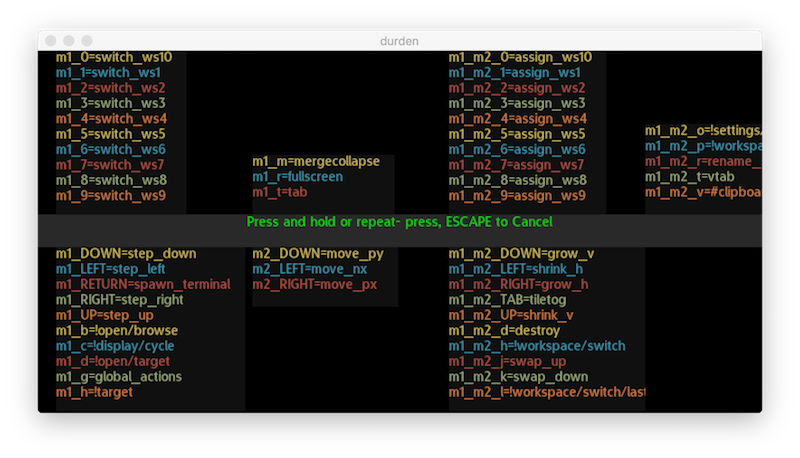 durden
m1_0=switch_ws10
m1_1=switch_ws1
m1_2=switch_ws2
m1_3=switch_ws3
m1_4=switch_ws4
m1_5=switch_ws5
m1_6=switch_ws6
m1_7=switch_ws7
m1_8=switch_ws8
m1_9=switch_ws9
m1_m=mergecollapse
m1_r=fullscreen
m1_t=tab
m1_m2_0=assign_ws10
m1_m2_1=assign_ws1
m1_m2_2=assign_ws2
m1_m2_3=assign_ws3
m1_m2_4=assign_ws4
m1_m2_5=assign_ws5
m1_m2_6=assign_ws6
m1_m2_7=assign_ws7
m1_m2_8=assign_ws8
m1_m2_9=assign_ws9
m1_m2_o=!settings/
m1_m2_p=!workspa
m1_m2_r=rename_
m1_m2_t=vtab
m1_m2_v=#clipboa
Press and hold or repeat- press, ESCAPE to Cancel
m1_DOWN=step_down
m1_LEFT=step_left
m1_RETURN=spawn_terminal
m1_RIGHT=step_right
m1_UP=step_up
m1_b=!open/browse
m1_c=!display/cycle
m1_d=!open/target
m1_g=global_actions
m1_h=!target
m2_DOWN=move_py
m2_LEFT=move_nx
m2_RIGHT=move_px
m1_m2_DOWN=grow_v
m1_m2_LEFT=shrink_h
m1_m2_RIGHT=grow_h
m1_m2_TAB=tiletog
m1_m2_UP=shrink_v
m1_m2_d=destroy
m1_m2_h=!workspace/switch
m1_m2_j=swap_up
m1_m2_k=swap_down
m1_m2_l=!workspace/switch/last